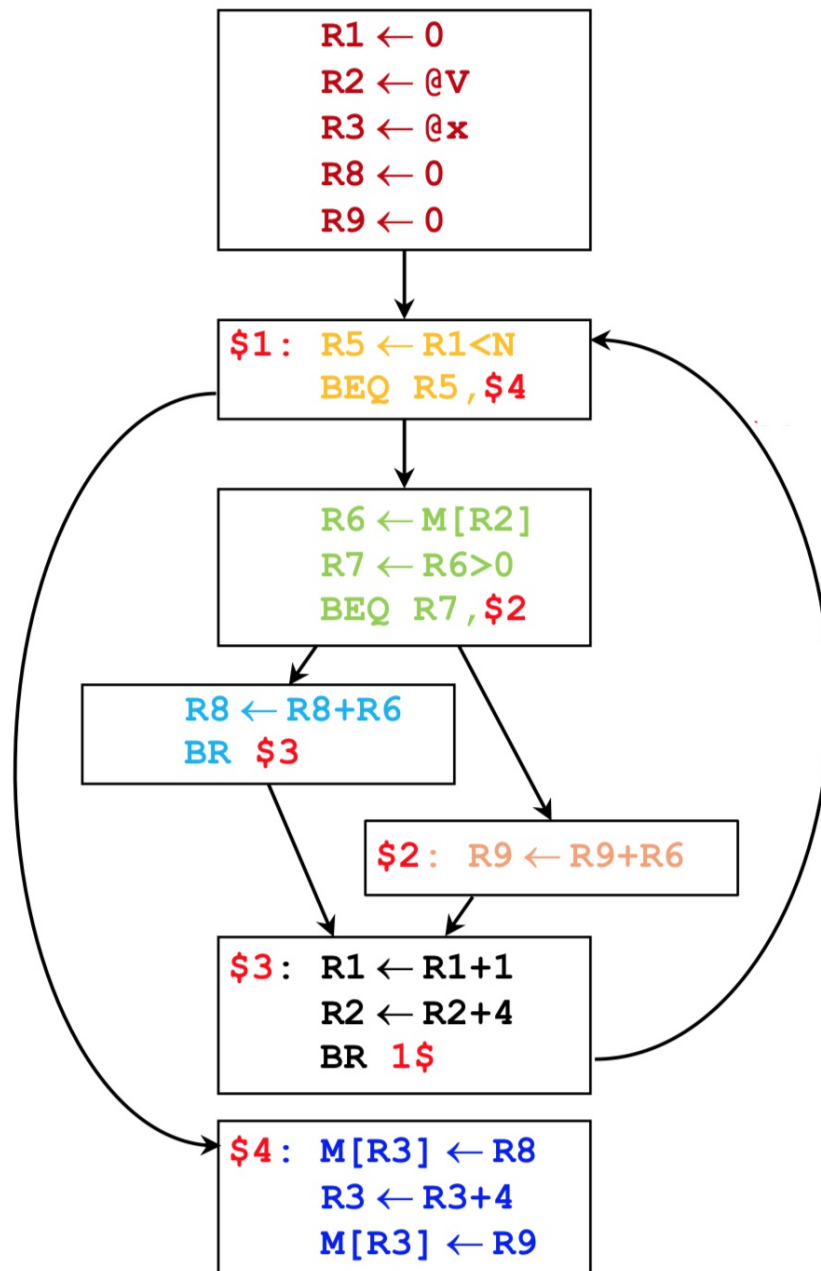 R1 ← 0
R2 ← @V
R3 ← @x
R8 ← 0
R9 ← 0
$1: R5 ← R1<N
BEQ R5,$4
R6 ← M[R2]
R7 ← R6>0
BEQ R7,$2
R8 ← R8+R6
BR $3
$2: R9 ← R9+R6
$3: R1 ← R1+1
R2 ← R2+4
BR 1$
$4: M[R3] ← R8
R3 ← R3+4
M[R3] ← R9